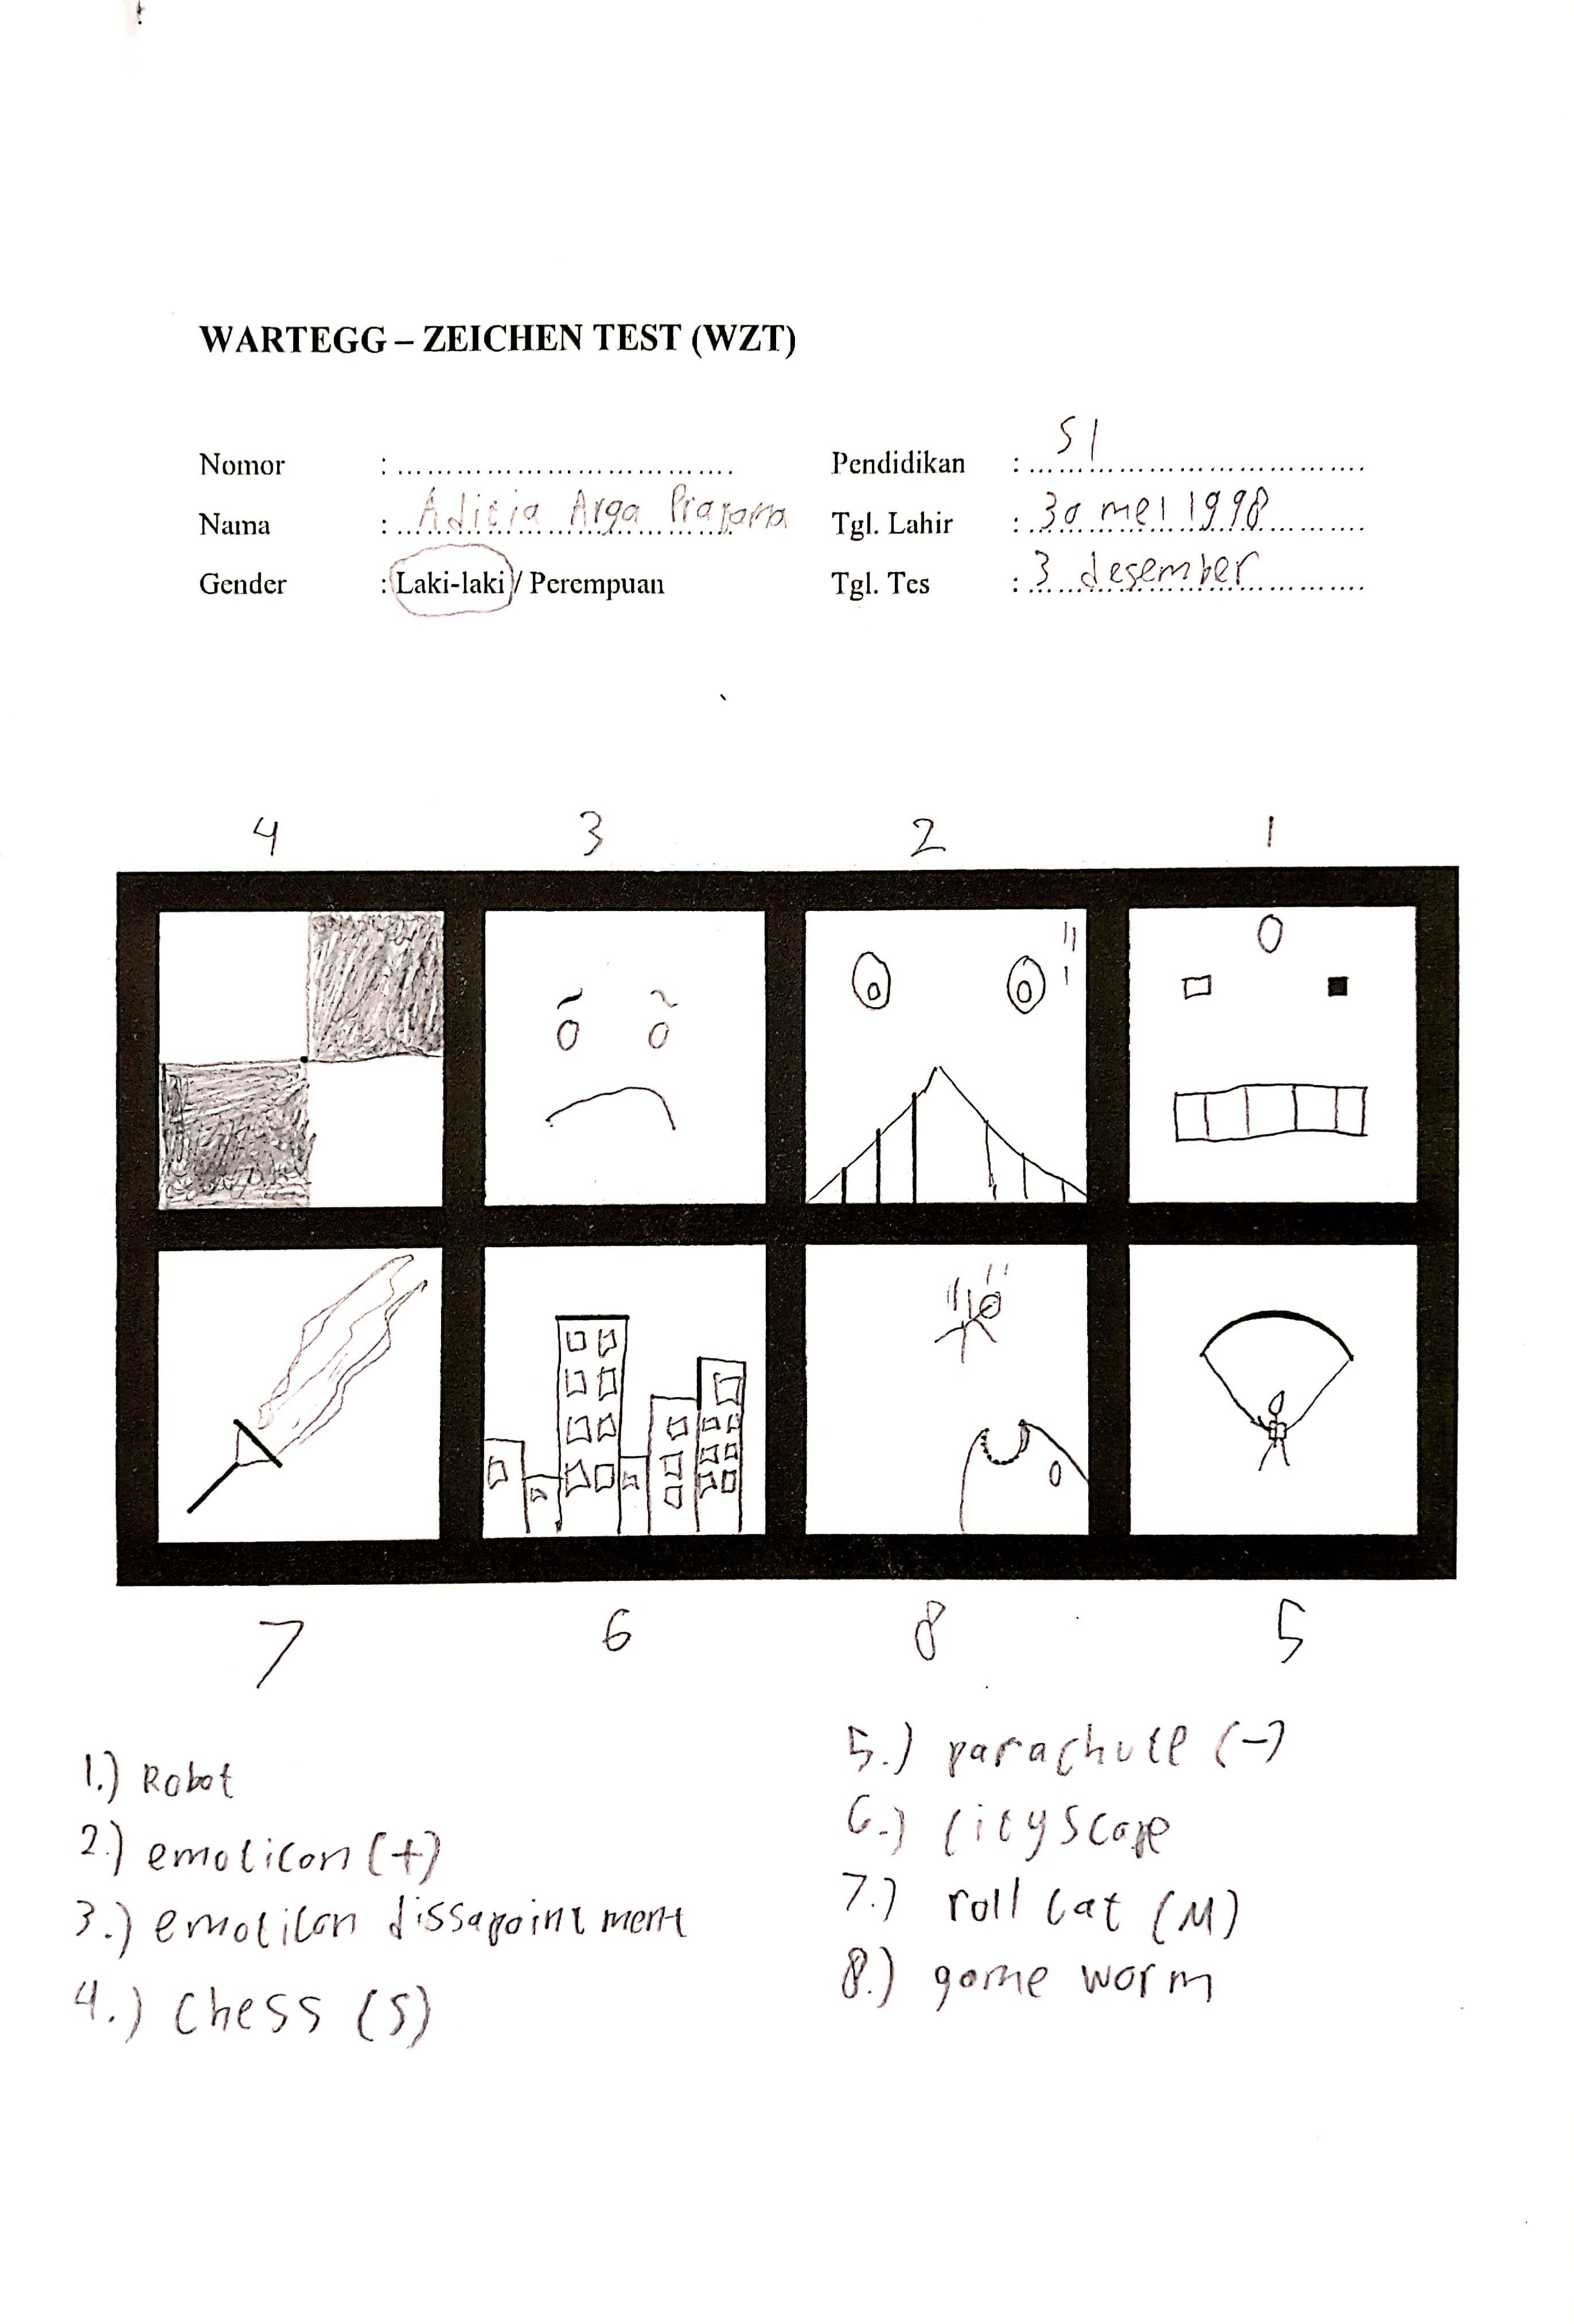 WARTEGG – ZEICHEN TEST (WZT)
Nomor : ................................
Pendidikan : S1
Nama : Adicia Arga
Tgl. Lahir : 30 mei 1998
Gender : Laki-laki / Perempuan
Tgl. Tes : 3 desember
4 3 2 1
7 6 8 5
1.) Robot
2.) emoticon (+)
3.) emoticon dissapointment
4.) Chess (S)
5.) parachute (-)
6.) Cityscape
7.) roll cat (M)
8.) game worm